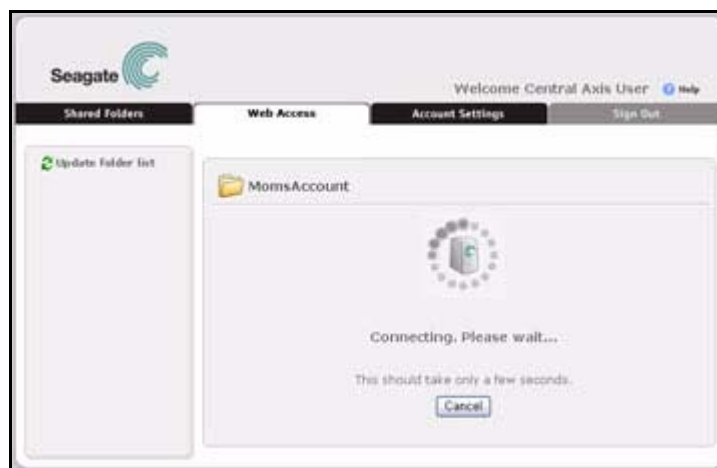 Seagate
Welcome Central Axis User Help
Shared Folders Web Access Account Settings Sign Out
Update Folder list
MomsAccount
Connecting. Please wait...
This should take only a few seconds.
Cancel